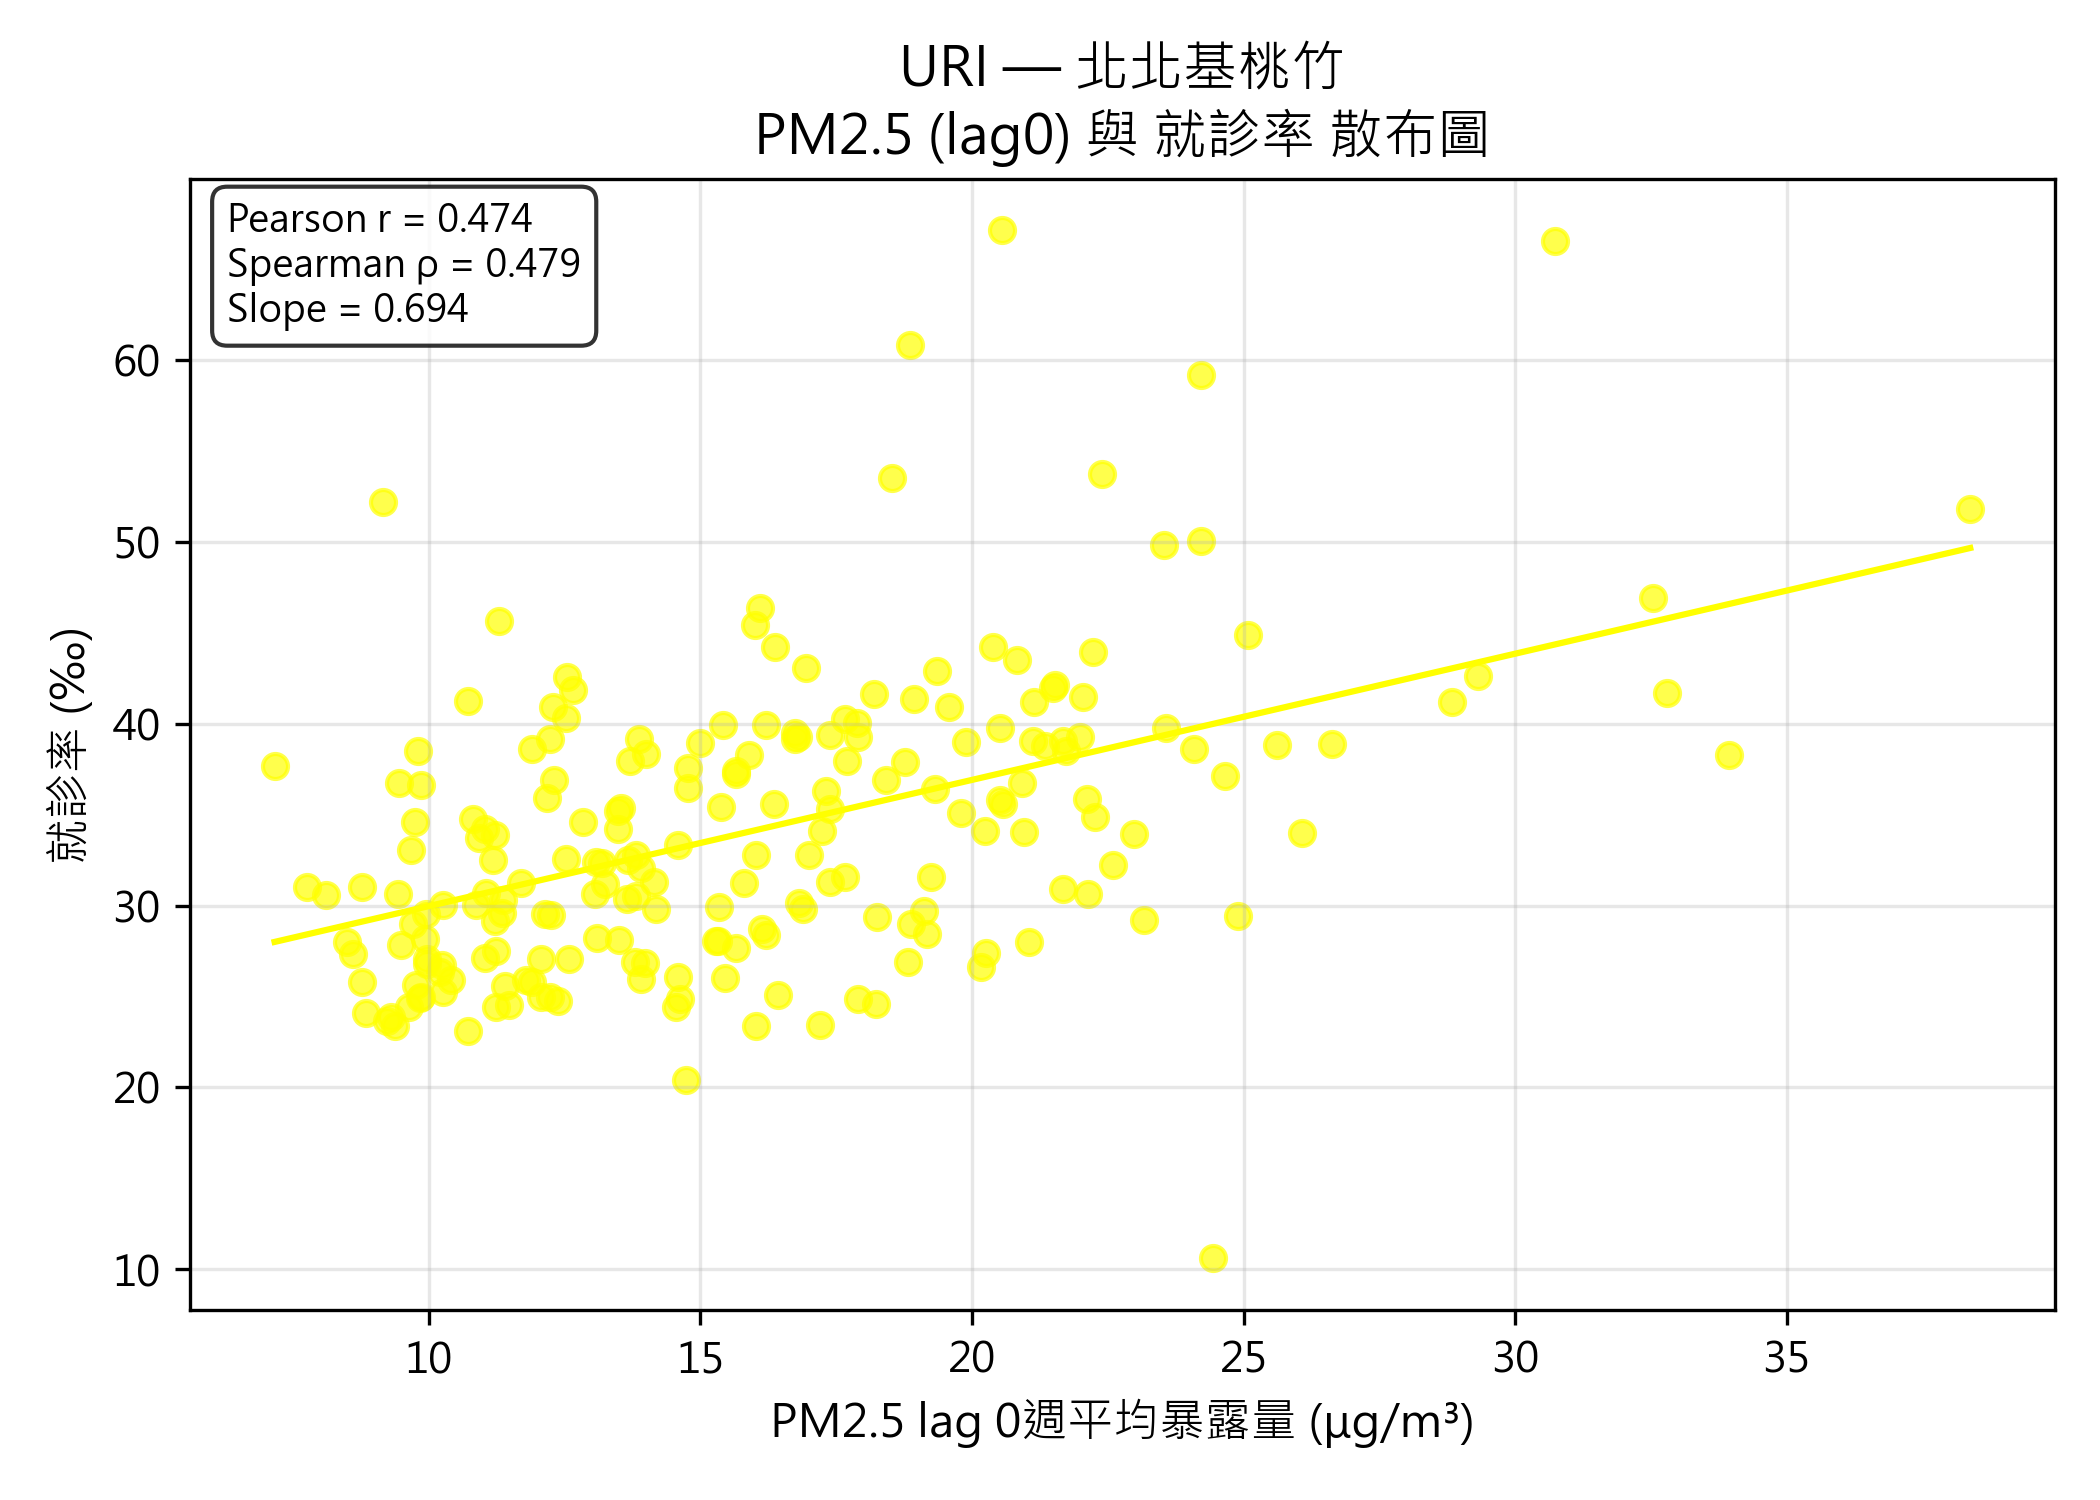 URI — 北北基桃竹
PM2.5 (lag0) 與 就診率 散布圖
Pearson r = 0.474
Spearman ρ = 0.479
Slope = 0.694
就診率 (‰)
60
50
40
30
20
10
10 15 20 25 30 35
PM2.5 lag 0週平均暴露量 (μg/m³)